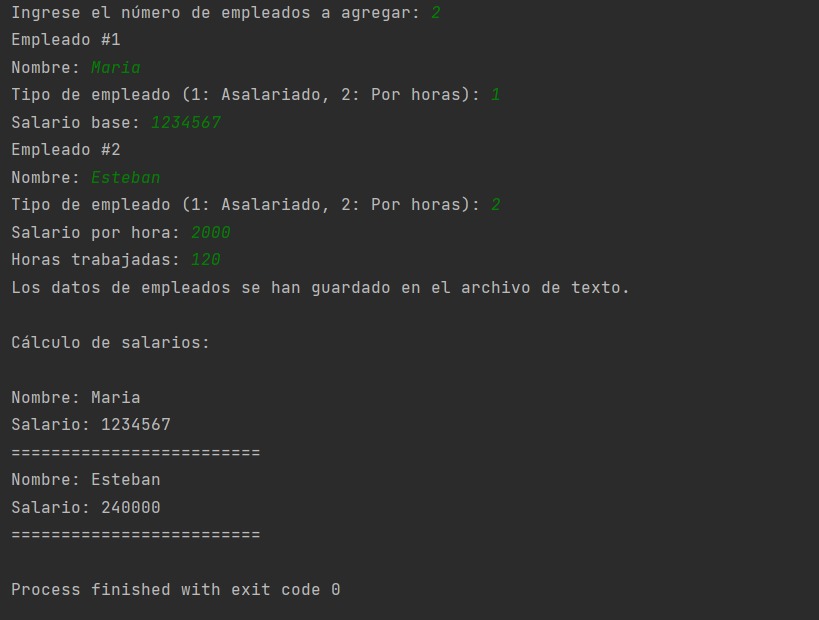 Ingrese el número de empleados a agregar: 2
Empleado #1
Nombre: Maria
Tipo de empleado (1: Asalariado, 2: Por horas): 1
Salario base: 1234567
Empleado #2
Nombre: Esteban
Tipo de empleado (1: Asalariado, 2: Por horas): 2
Salario por hora: 2000
Horas trabajadas: 120
Los datos de empleados se han guardado en el archivo de texto.
Cálculo de salarios:
Nombre: Maria
Salario: 1234567
=========================
Nombre: Esteban
Salario: 240000
=========================
Process finished with exit code 0